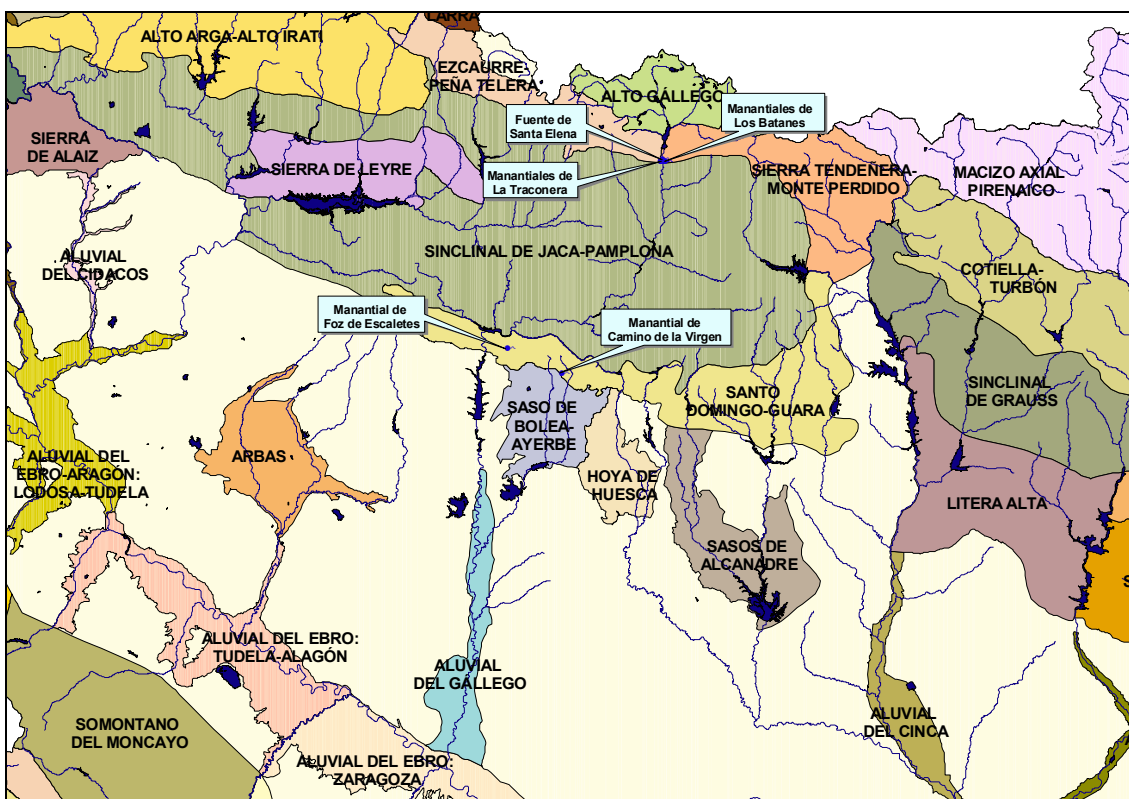 LARRA
ALTO ARGA-ALTO IRATI
EZCAURRE-
PEÑA TELERA
ALTO GÁLLEGO
Manantiales de
Los Batanes
Fuente de
Santa Elena
SIERRA
DE ALAIZ
SIERRA DE LEYRE
Manantiales de
La Traconera
SIERRA TENDEÑERA-
MONTE PERDIDO
MACIZO AXIAL
PIRENAICO
SINCLINAL DE JACA-PAMPLONA
ALUVIAL
DEL CIDACOS
COTIELLA-
TURBÓN
Manantial de
Foz de Escaletes
Manantial de
Camino de la Virgen
SINCLINAL
DE GRAUSS
SANTO
DOMINGO-GUARA
SASO DE
BOLEA-
AYERBE
ARBAS
ALUVIAL DEL
EBRO-ARAGÓN:
LODOSA-TUDELA
HOYA DE
HUESCA
LITERA ALTA
SASOS DE
ALCANADRE
S
ALUVIAL DEL EBRO:
TUDELA-ALAGÓN
ALUVIAL
DEL GÁLLEGO
SOMONTANO
DEL MONCAYO
ALUVIAL
DEL CINCA
ALUVIAL DEL EBRO:
ZARAGOZA